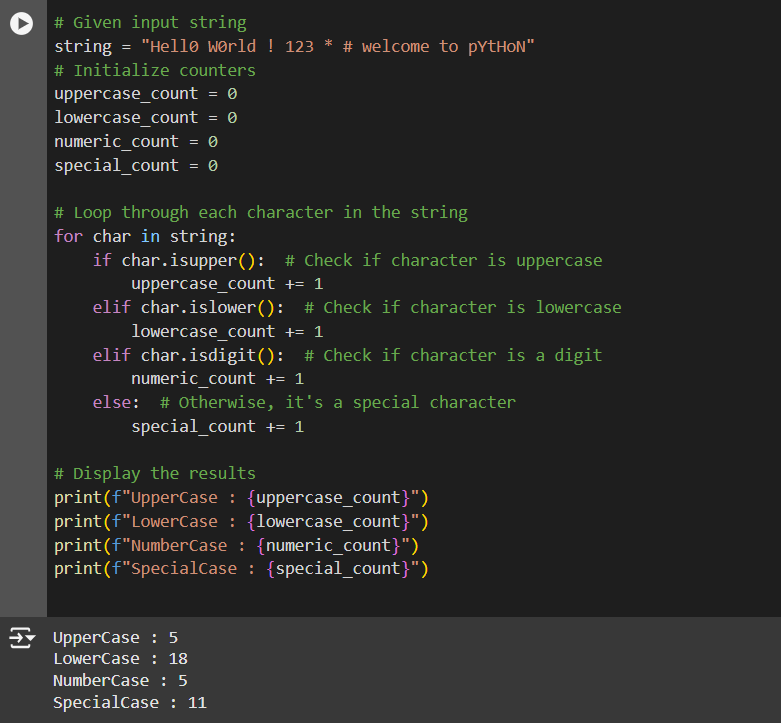 # Given input string
string = "Hell0 W0rld ! 123 * # welcome to pYtHoN"
# Initialize counters
uppercase_count = 0
lowercase_count = 0
numeric_count = 0
special_count = 0

# Loop through each character in the string
for char in string:
    if char.isupper():  # Check if character is uppercase
        uppercase_count += 1
    elif char.islower():  # Check if character is lowercase
        lowercase_count += 1
    elif char.isdigit():  # Check if character is a digit
        numeric_count += 1
    else:  # Otherwise, it's a special character
        special_count += 1

# Display the results
print(f"UpperCase : {uppercase_count}")
print(f"LowerCase : {lowercase_count}")
print(f"NumberCase : {numeric_count}")
print(f"SpecialCase : {special_count}")

UpperCase : 5
LowerCase : 18
NumberCase : 5
SpecialCase : 11